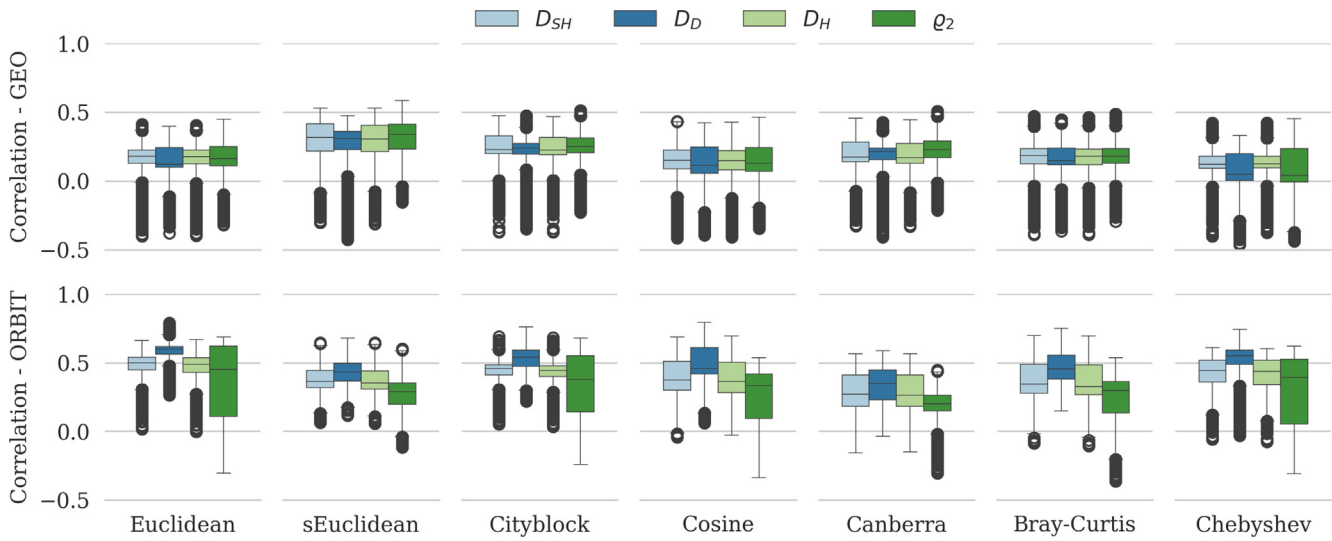 D_SH D_D D_H ϱ_2
Correlation - GEO
1.0
0.5
0.0
−0.5
Correlation - ORBIT
1.0
0.5
0.0
−0.5
Euclidean sEuclidean Cityblock Cosine Canberra Bray-Curtis Chebyshev